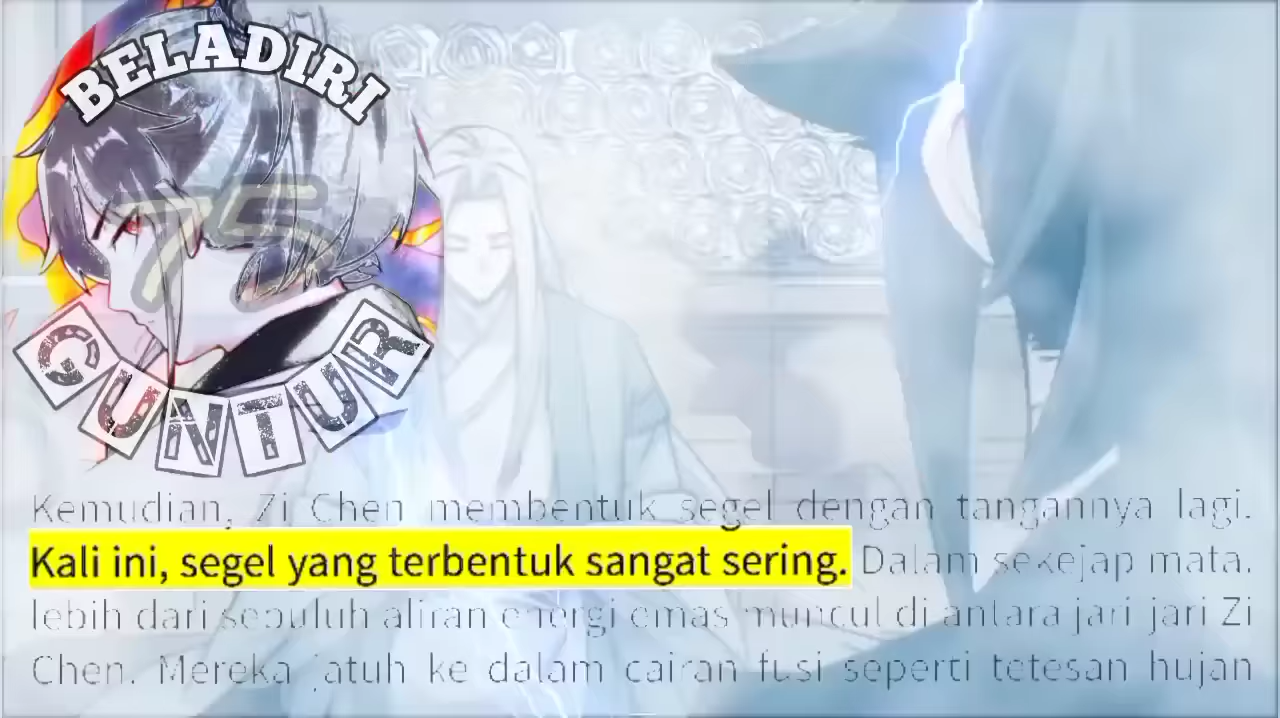 BELADIRI
75
GUNTUR
Kemudian, Zi Chen membentuk segel dengan tangannya lagi.
Kali ini, segel yang terbentuk sangat sering. Dalam sekejap mata,
lebih dari sepuluh aliran energi emas muncul di antara jari jari Zi
Chen. Mereka jatuh ke dalam cairan fusi seperti tetesan hujan